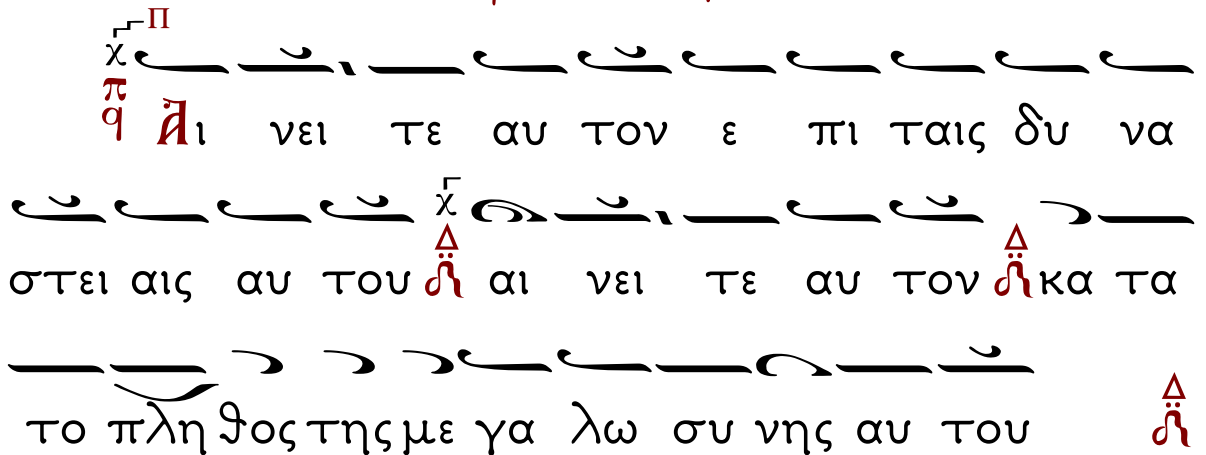 Αι νει τε αυ τον ε πι ταις δυ να
στει αις αυ του αι νει τε αυ τον κα τα
το πλη θος της με γα λω συ νης αυ του